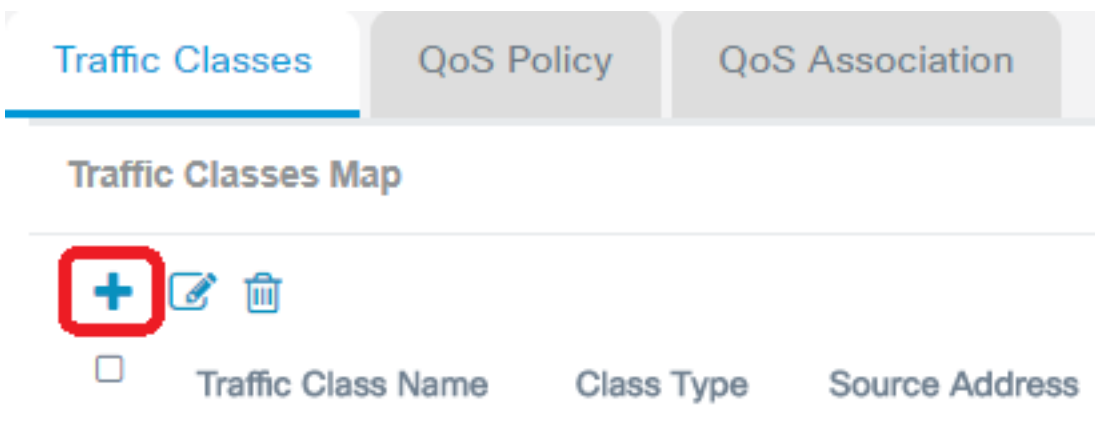 Traffic Classes QoS Policy QoS Association
Traffic Classes Map
Traffic Class Name Class Type Source Address